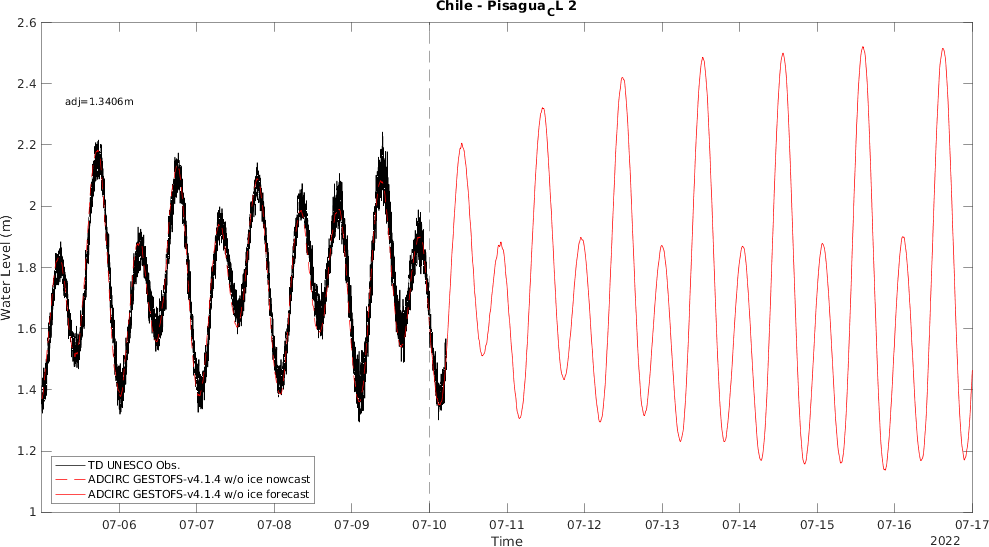 Chile - PisaguaCL 2
2.6
2.4
2.2
2
1.8
1.6
1.4
1.2
1
Water Level (m)
adj=1.3406m
TD UNESCO Obs.
ADCIRC GESTOFS-v4.1.4 w/o ice nowcast
ADCIRC GESTOFS-v4.1.4 w/o ice forecast
07-06 07-07 07-08 07-09 07-10 07-11 07-12 07-13 07-14 07-15 07-16 07-17
Time
2022